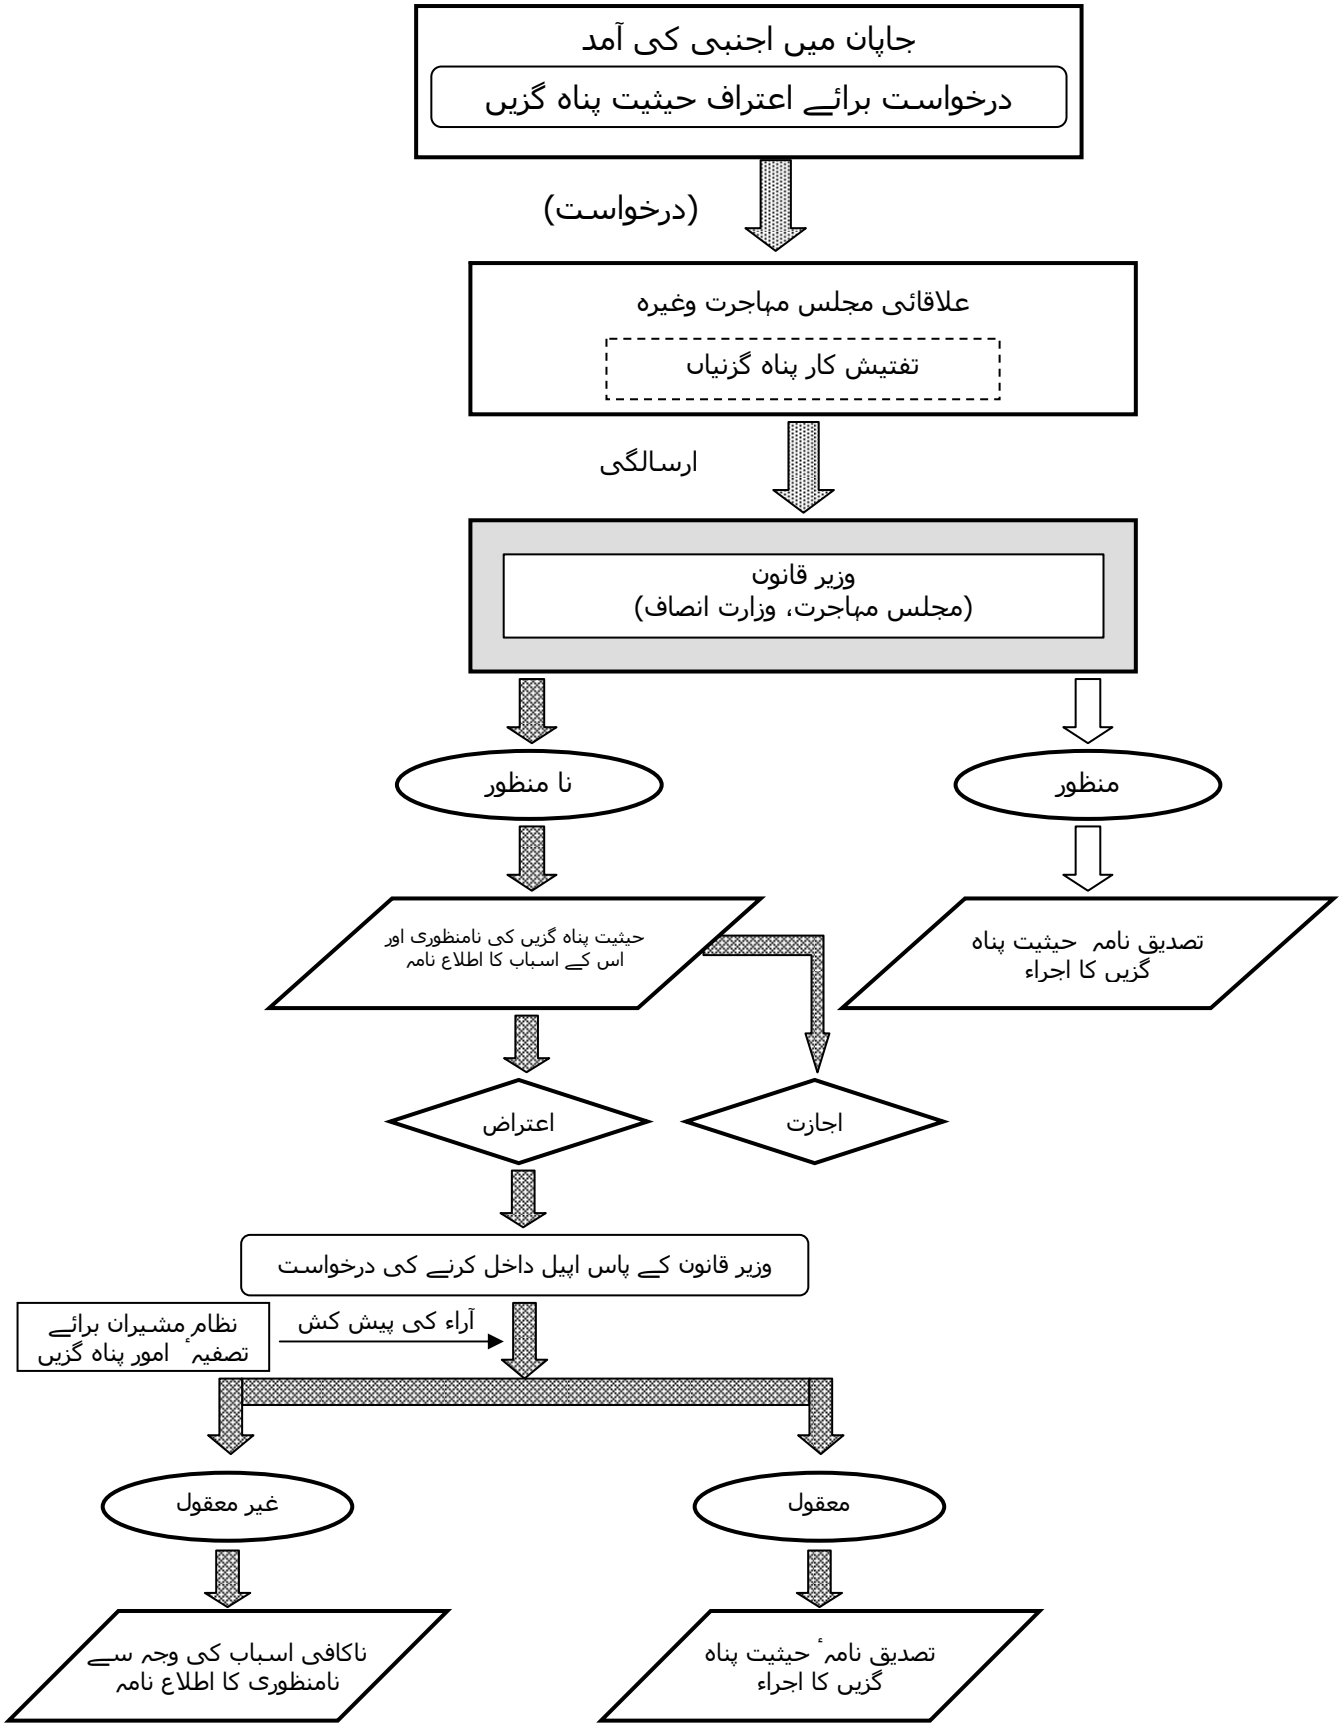 جاپان میں اجنبی کی آمد
درخواست برائے اعتراف حیثیت پناہ گزیں
(درخواست)
علاقائی مجلس مہاجرت وغیرہ
تفتیش کار پناہ گزنیاں
ارسالگی
وزیر قانون
(مجلس مہاجرت، وزارت انصاف)
منظور
نا منظور
تصدیق نامہ حیثیت پناہ
گزیں کا اجراء
حیثیت پناہ گزیں کی نامنظوری اور
اس کے اسباب کا اطلاع نامہ
اجازت
اعتراض
وزیر قانون کے پاس اپیل داخل کرنے کی درخواست
آراء کی پیش کش
نظام مشیران برائے
تصفیہٴ امور پناہ گزیں
معقول
غیر معقول
تصدیق نامہٴ حیثیت پناہ
گزیں کا اجراء
ناکافی اسباب کی وجہ سے
نامنظوری کا اطلاع نامہ